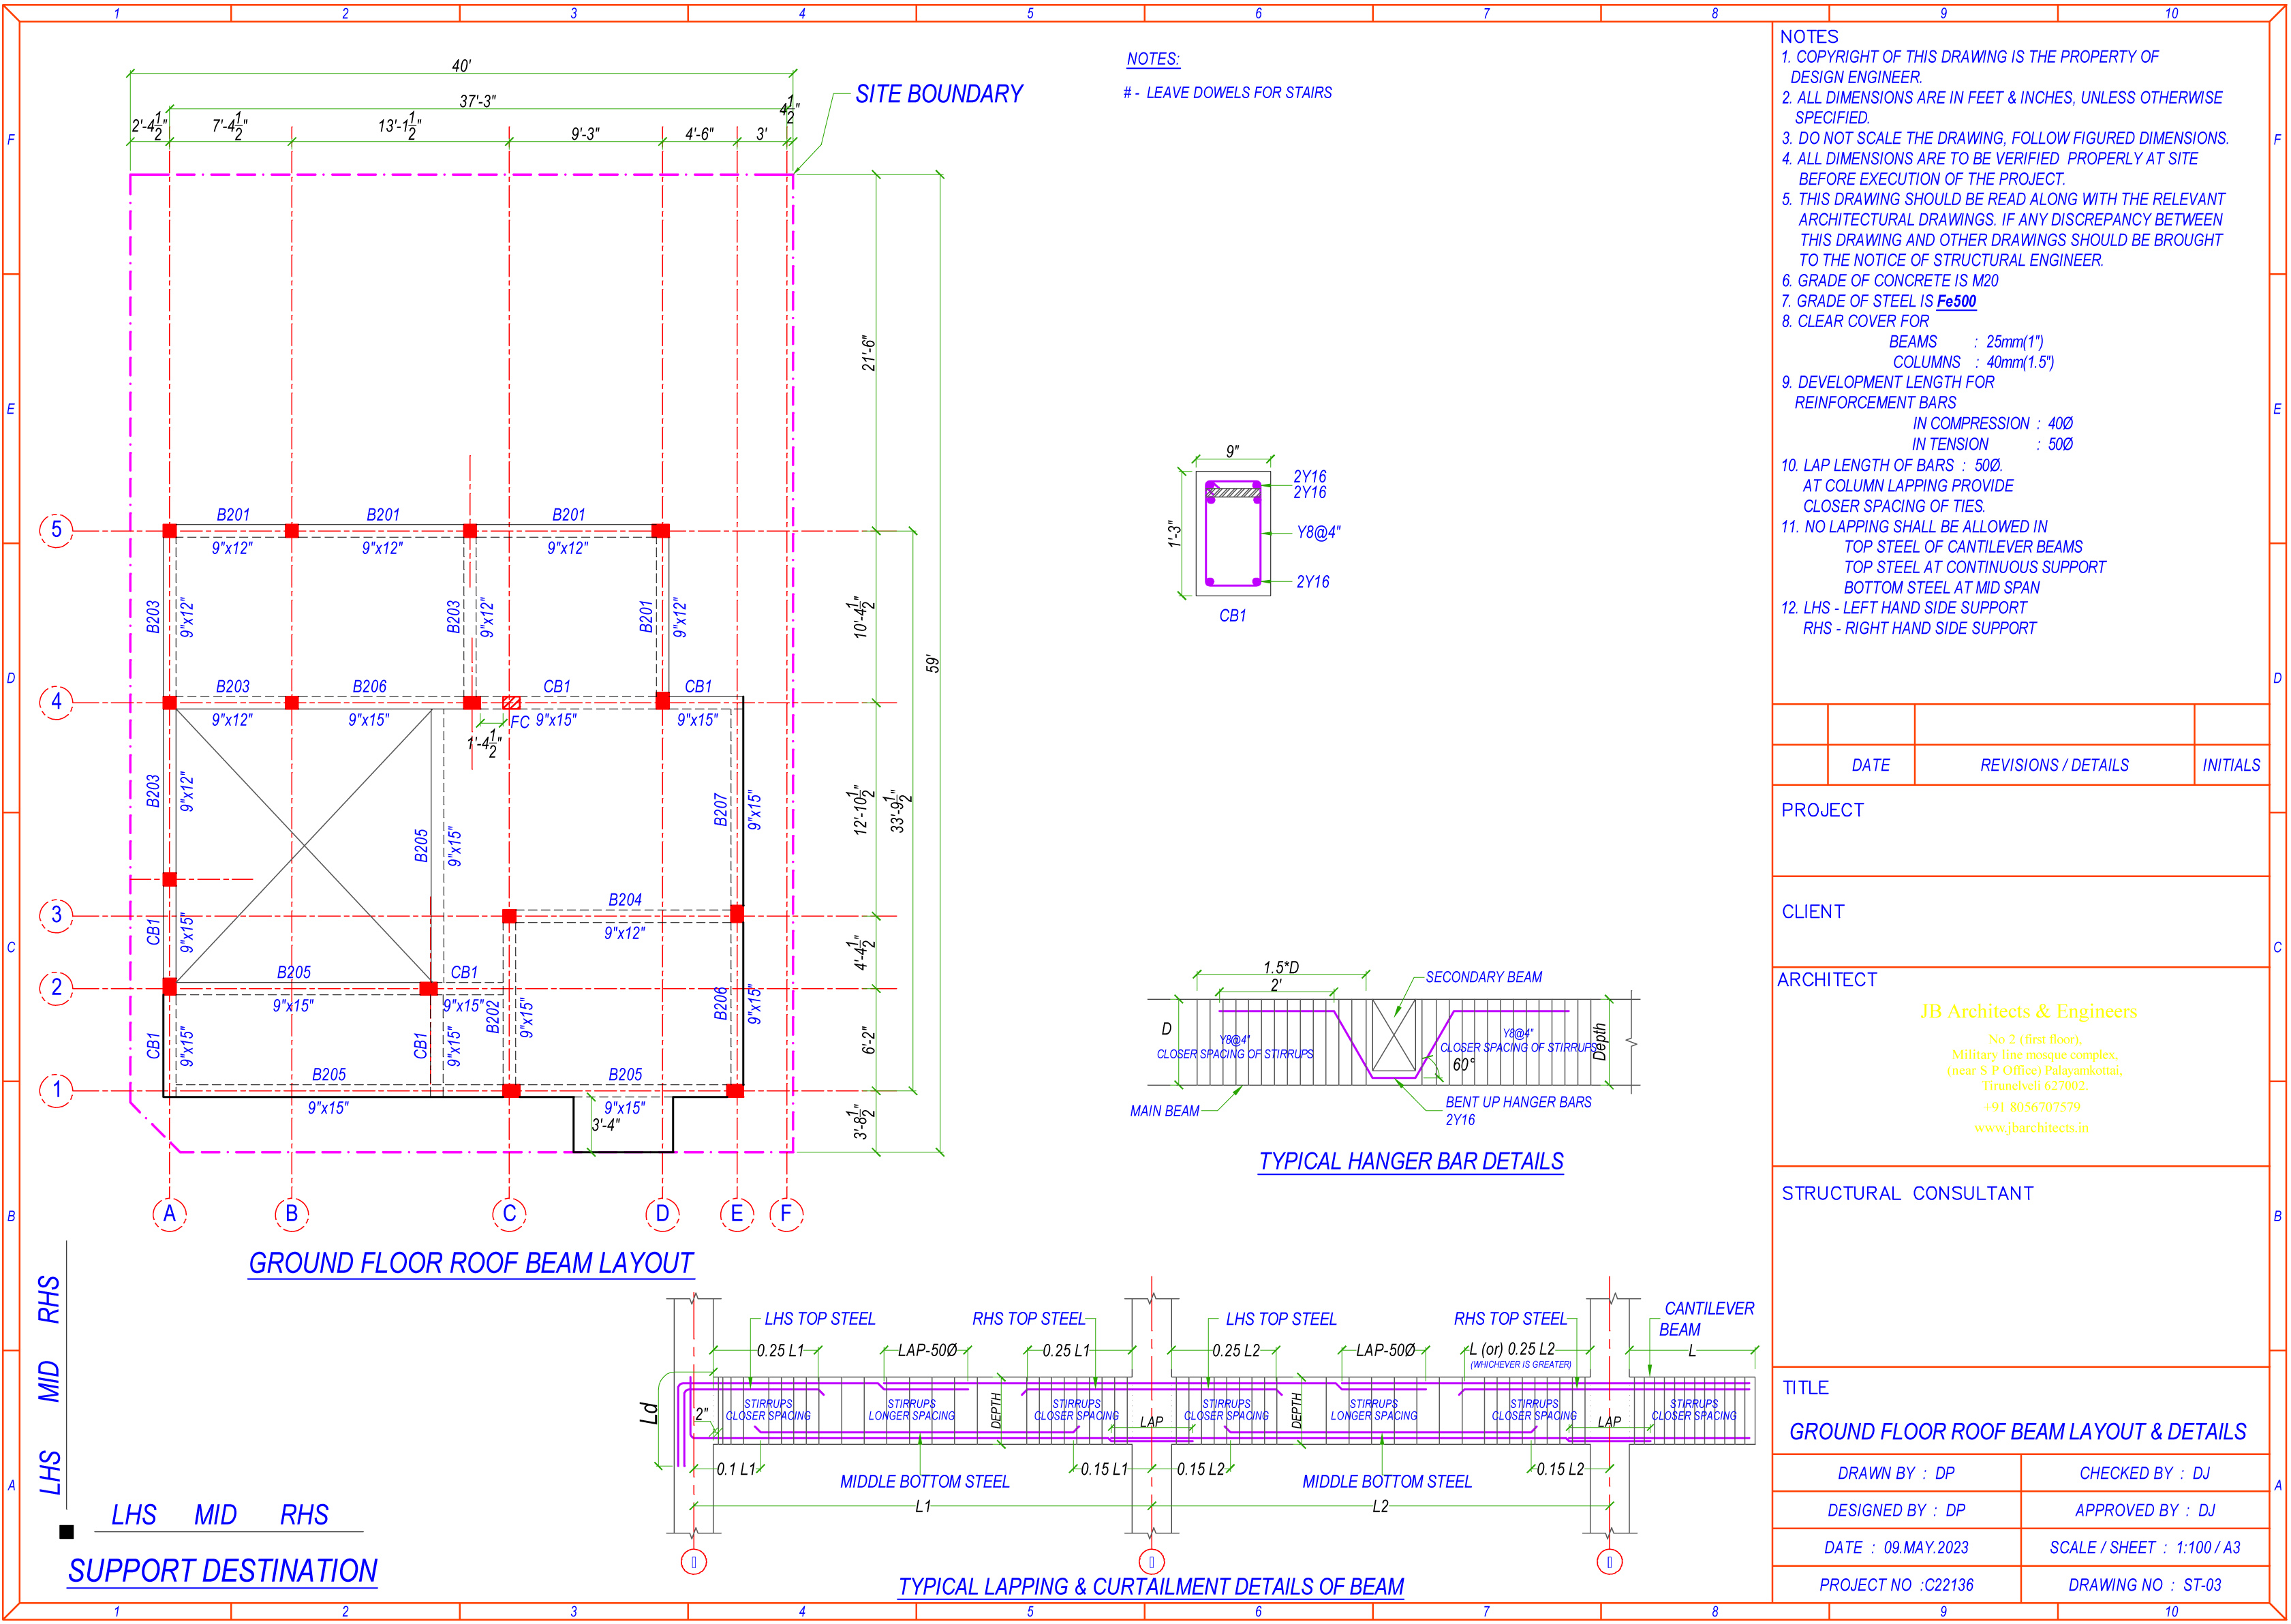 1 2 3 4 5 6 7 8 9 10
F
E
D
C
B
A
40'
37'-3"
4 1/2"
2'-4 1/2"
7'-4 1/2"
13'-1 1/2"
9'-3"
4'-6"
3'
SITE BOUNDARY
NOTES:
# - LEAVE DOWELS FOR STAIRS
21'-6"
59'
10'-4 1/2"
12'-10 1/2"
33'-9 1/2"
4'-4 1/2"
6'-2"
3'-8 1/2"
5
B201 B201 B201
9"x12" 9"x12" 9"x12"
B203 9"x12" B203 9"x12" B201 9"x12"
4
B203 B206 CB1 CB1
9"x12" 9"x15" FC 9"x15" 9"x15"
1'-4 1/2"
B203 9"x12" B205 9"x15" B207 9"x15"
3
B204
9"x12"
CB1 9"x15"
2
B205 CB1
9"x15" 9"x15"
B202 9"x15" B206 9"x15"
CB1 9"x15" CB1 9"x15"
1
B205 B205
9"x15" 9"x15"
3'-4"
A B C D E F
GROUND FLOOR ROOF BEAM LAYOUT
9"
1'-3"
2Y16
2Y16
Y8@4"
2Y16
CB1
1.5*D
2'
SECONDARY BEAM
D
Y8@4"
CLOSER SPACING OF STIRRUPS
Y8@4"
CLOSER SPACING OF STIRRUPS
Depth
60°
MAIN BEAM
BENT UP HANGER BARS
2Y16
TYPICAL HANGER BAR DETAILS
LHS MID RHS
LHS MID RHS
SUPPORT DESTINATION
LHS TOP STEEL RHS TOP STEEL LHS TOP STEEL RHS TOP STEEL
CANTILEVER
BEAM
0.25 L1 LAP-50Ø 0.25 L1 0.25 L2 LAP-50Ø L (or) 0.25 L2 L
(WHICHEVER IS GREATER)
Ld
2"
STIRRUPS
CLOSER SPACING
STIRRUPS
LONGER SPACING
DEPTH
STIRRUPS
CLOSER SPACING
LAP
STIRRUPS
CLOSER SPACING
DEPTH
STIRRUPS
LONGER SPACING
STIRRUPS
CLOSER SPACING
LAP
STIRRUPS
CLOSER SPACING
0.1 L1 0.15 L1 0.15 L2 0.15 L2
MIDDLE BOTTOM STEEL MIDDLE BOTTOM STEEL
L1 L2
TYPICAL LAPPING & CURTAILMENT DETAILS OF BEAM
NOTES
1. COPYRIGHT OF THIS DRAWING IS THE PROPERTY OF
DESIGN ENGINEER.
2. ALL DIMENSIONS ARE IN FEET & INCHES, UNLESS OTHERWISE
SPECIFIED.
3. DO NOT SCALE THE DRAWING, FOLLOW FIGURED DIMENSIONS.
4. ALL DIMENSIONS ARE TO BE VERIFIED PROPERLY AT SITE
BEFORE EXECUTION OF THE PROJECT.
5. THIS DRAWING SHOULD BE READ ALONG WITH THE RELEVANT
ARCHITECTURAL DRAWINGS. IF ANY DISCREPANCY BETWEEN
THIS DRAWING AND OTHER DRAWINGS SHOULD BE BROUGHT
TO THE NOTICE OF STRUCTURAL ENGINEER.
6. GRADE OF CONCRETE IS M20
7. GRADE OF STEEL IS Fe500
8. CLEAR COVER FOR
BEAMS : 25mm(1")
COLUMNS : 40mm(1.5")
9. DEVELOPMENT LENGTH FOR
REINFORCEMENT BARS
IN COMPRESSION : 40Ø
IN TENSION : 50Ø
10. LAP LENGTH OF BARS : 50Ø.
AT COLUMN LAPPING PROVIDE
CLOSER SPACING OF TIES.
11. NO LAPPING SHALL BE ALLOWED IN
TOP STEEL OF CANTILEVER BEAMS
TOP STEEL AT CONTINUOUS SUPPORT
BOTTOM STEEL AT MID SPAN
12. LHS - LEFT HAND SIDE SUPPORT
RHS - RIGHT HAND SIDE SUPPORT
DATE REVISIONS / DETAILS INITIALS
PROJECT
CLIENT
ARCHITECT
JB Architects & Engineers
No 2 (first floor),
Military line mosque complex,
(near S P Office) Palayamkottai,
Tirunelveli 627002.
+91 8056707579
www.jbarchitects.in
STRUCTURAL CONSULTANT
TITLE
GROUND FLOOR ROOF BEAM LAYOUT & DETAILS
DRAWN BY : DP CHECKED BY : DJ
DESIGNED BY : DP APPROVED BY : DJ
DATE : 09.MAY.2023 SCALE / SHEET : 1:100 / A3
PROJECT NO :C22136 DRAWING NO : ST-03
F
E
D
C
B
A
1 2 3 4 5 6 7 8 9 10